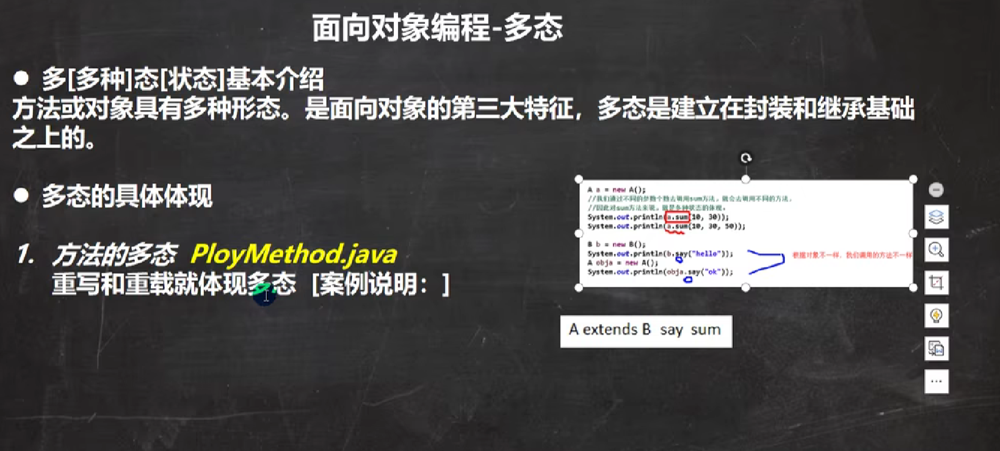 面向对象编程-多态
● 多[多种]态[状态]基本介绍
方法或对象具有多种形态。是面向对象的第三大特征，多态是建立在封装和继承基础
之上的。
● 多态的具体体现
1. 方法的多态 PloyMethod.java
重写和重载就体现多态 [案例说明：]
A a = new A();
//我们通过不同的参数个数去调用sum方法，就会去调用不同的方法，
//因此对sum方法来说，就是多种状态的体现。
System.out.println(a.sum(10, 30));
System.out.println(a.sum(10, 30, 50));
B b = new B();
System.out.println(b.say("hello"));
A obja = new A();
System.out.println(obja.say("ok"));
根据对象不一样，我们调用的方法不一样
A extends B say sum